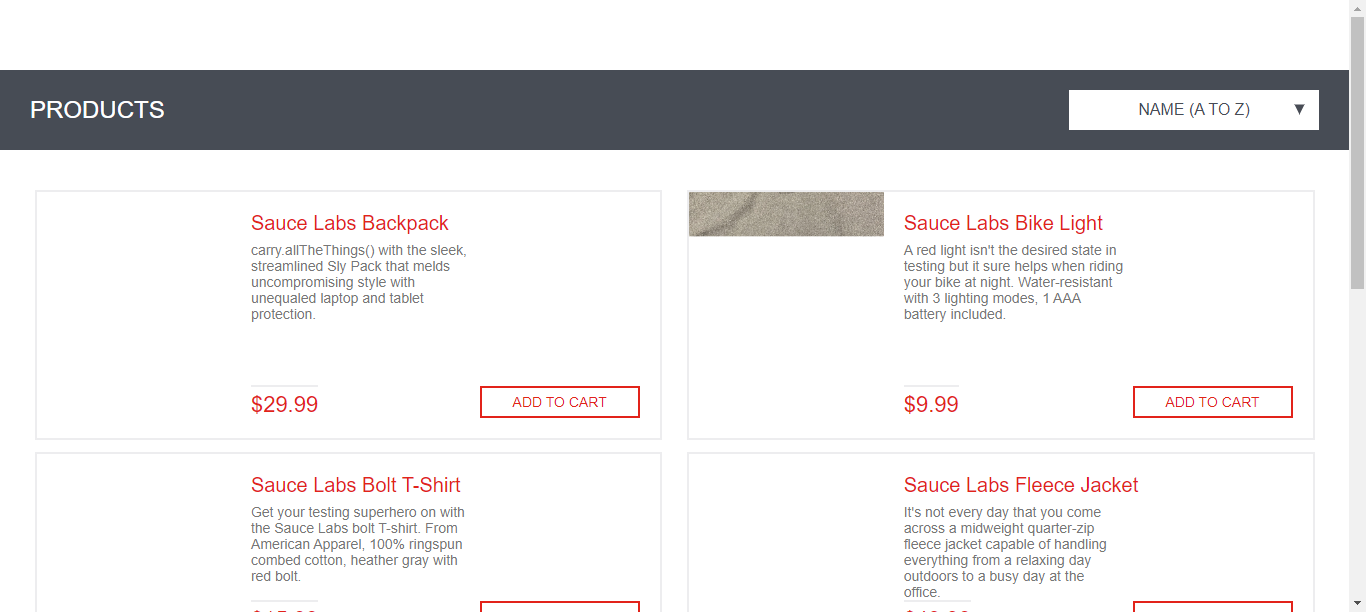 PRODUCTS
NAME (A TO Z)
Sauce Labs Backpack
carry.allTheThings() with the sleek,
streamlined Sly Pack that melds
uncompromising style with
unequaled laptop and tablet
protection.
$29.99
ADD TO CART
Sauce Labs Bike Light
A red light isn't the desired state in
testing but it sure helps when riding
your bike at night. Water-resistant
with 3 lighting modes, 1 AAA
battery included.
$9.99
ADD TO CART
Sauce Labs Bolt T-Shirt
Get your testing superhero on with
the Sauce Labs bolt T-shirt. From
American Apparel, 100% ringspun
combed cotton, heather gray with
red bolt.
Sauce Labs Fleece Jacket
It's not every day that you come
across a midweight quarter-zip
fleece jacket capable of handling
everything from a relaxing day
outdoors to a busy day at the
office.